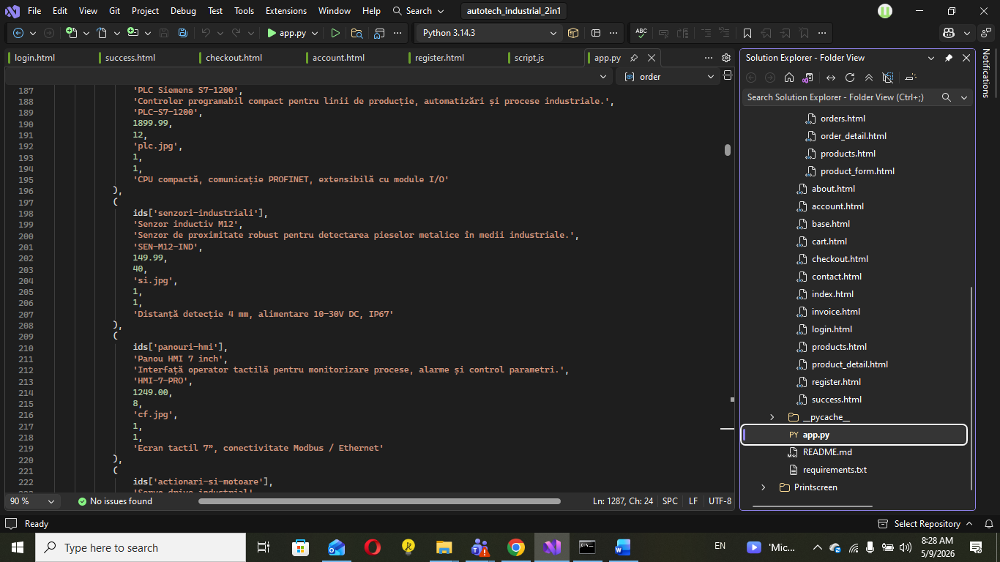 File Edit View Git Project Debug Test Tools Extensions Window Help Search autotech_industrial_2in1
app.py Python 3.14.3
login.html success.html checkout.html account.html register.html script.js app.py
order
187 'PLC Siemens S7-1200',
188 'Controler programabil compact pentru linii de producție, automatizări și procese industriale.',
189 'PLC-S7-1200',
190 1899.99,
191 12,
192 'plc.jpg',
193 1,
194 1,
195 'CPU compactă, comunicație PROFINET, extensibilă cu module I/O'
196 ),
197 (
198 ids['senzori-industriali'],
199 'Senzor inductiv M12',
200 'Senzor de proximitate robust pentru detectarea pieselor metalice în medii industriale.',
201 'SEN-M12-IND',
202 149.99,
203 40,
204 'si.jpg',
205 1,
206 1,
207 'Distanță detecție 4 mm, alimentare 10-30V DC, IP67'
208 ),
209 (
210 ids['panouri-hmi'],
211 'Panou HMI 7 inch',
212 'Interfață operator tactilă pentru monitorizare procese, alarme și control parametri.',
213 'HMI-7-PRO',
214 1249.00,
215 8,
216 'cf.jpg',
217 1,
218 1,
219 'Ecran tactil 7”, conectivitate Modbus / Ethernet'
220 ),
221 (
222 ids['actionari-si-motoare'],
'Servo drive industrial'
90 % No issues found Ln: 1287, Ch: 24 SPC LF UTF-8
Solution Explorer - Folder View
Search Solution Explorer - Folder View (Ctrl+;)
orders.html
order_detail.html
products.html
product_form.html
about.html
account.html
base.html
cart.html
checkout.html
contact.html
index.html
invoice.html
login.html
products.html
product_detail.html
register.html
success.html
__pycache__
PY app.py
README.md
requirements.txt
Printscreen
Notifications
Ready Select Repository
Type here to search EN 'Mic... 8:28 AM
5/9/2026